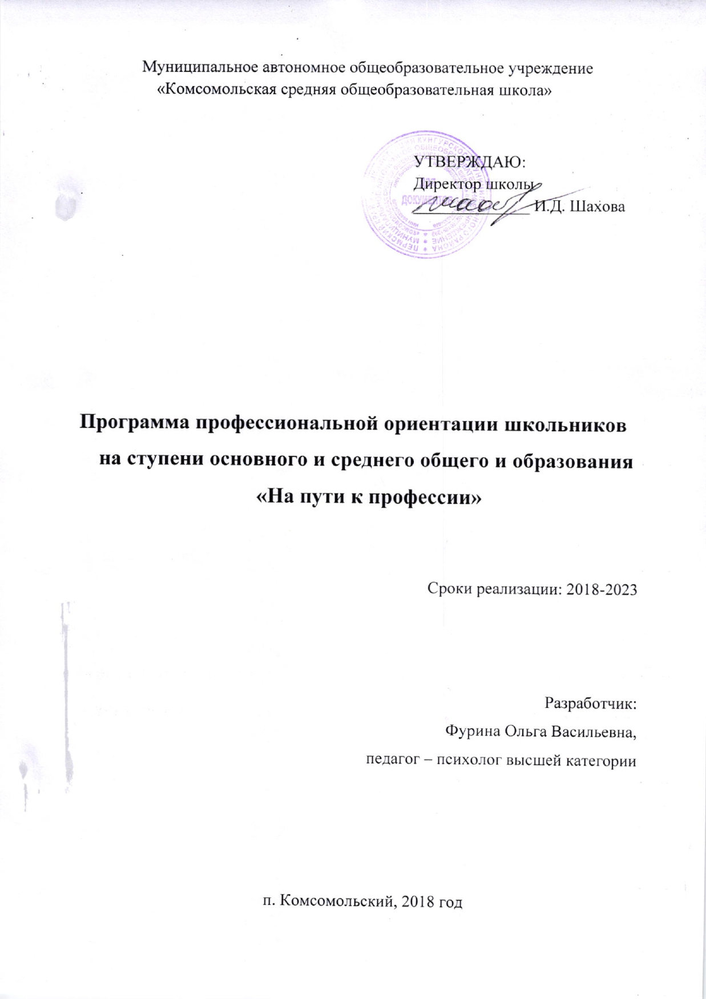 Муниципальное автономное общеобразовательное учреждение
«Комсомольская средняя общеобразовательная школа»
УТВЕРЖДАЮ:
Директор школы
И.Д. Шахова
ДОКУМЕНТОВ
Программа профессиональной ориентации школьников
на ступени основного и среднего общего и образования
«На пути к профессии»
Сроки реализации: 2018-2023
Разработчик:
Фурина Ольга Васильевна,
педагог – психолог высшей категории
п. Комсомольский, 2018 год